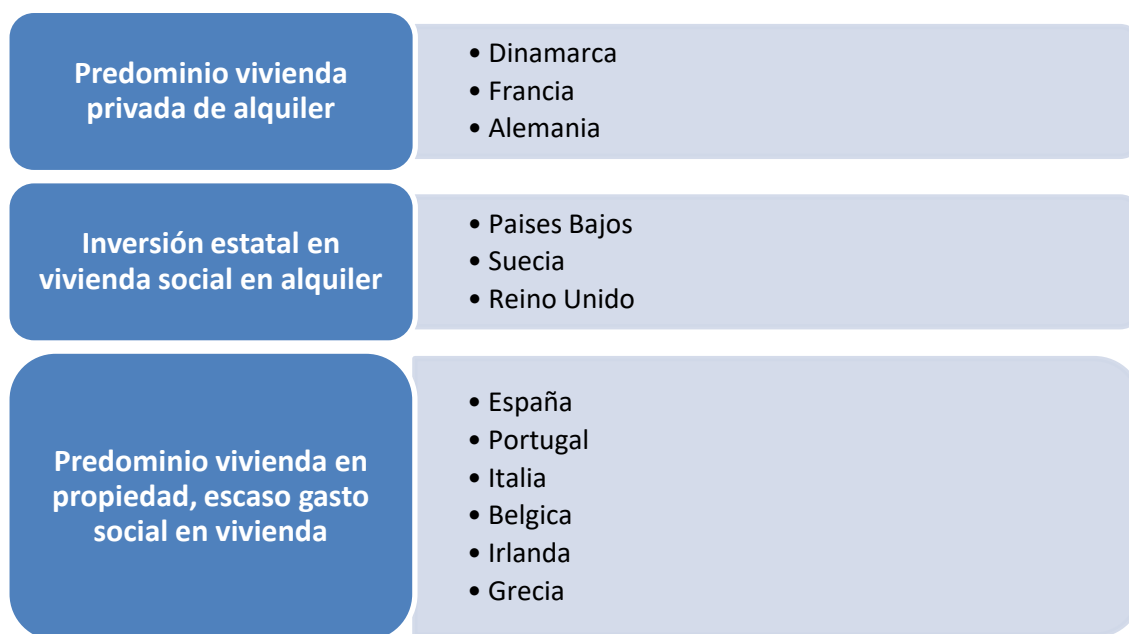 Predominio vivienda
privada de alquiler
• Dinamarca
• Francia
• Alemania
Inversión estatal en
vivienda social en alquiler
• Paises Bajos
• Suecia
• Reino Unido
Predominio vivienda en
propiedad, escaso gasto
social en vivienda
• España
• Portugal
• Italia
• Belgica
• Irlanda
• Grecia